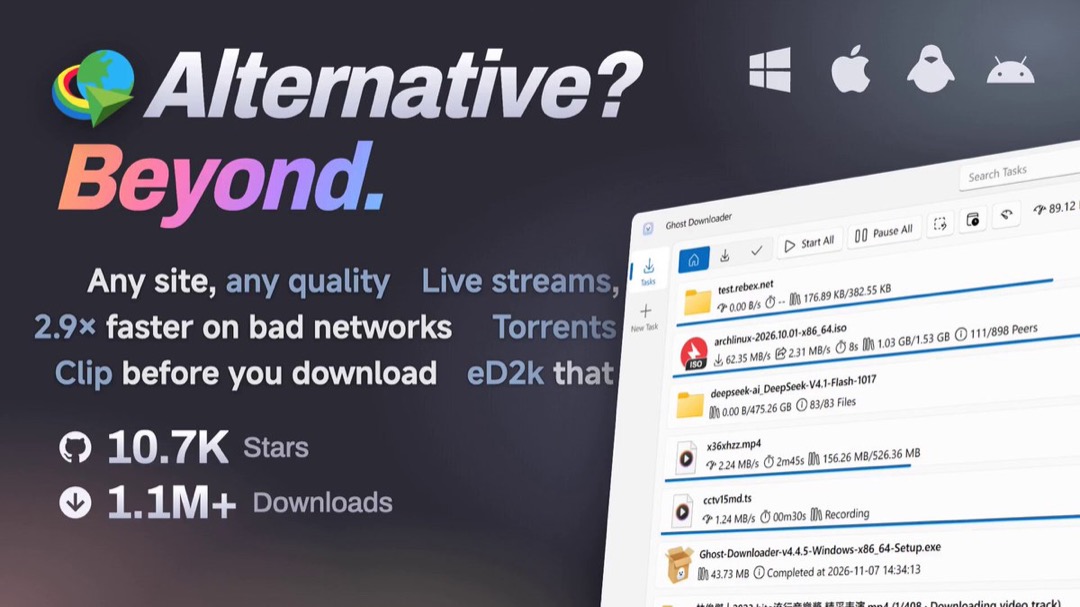 Alternative?
Beyond.
Any site, any quality Live streams,
2.9× faster on bad networks Torrents
Clip before you download eD2k that
10.7K Stars
1.1M+ Downloads
Search Tasks
Ghost Downloader
Start All
Pause All
89.12
Tasks
New Task
test.rebex.net
0.00 B/s -- 176.89 KB/382.55 KB
archlinux-2026.10.01-x86_64.iso
ISO
62.35 MB/s 2.31 MB/s 8s 1.03 GB/1.53 GB 111/898 Peers
deepseek-ai_DeepSeek-V4.1-Flash-1017
0.00 B/475.26 GB 83/83 Files
x36xhzz.mp4
2.24 MB/s 2m45s 156.26 MB/526.36 MB
cctv15md.ts
1.24 MB/s 00m30s Recording
Ghost-Downloader-v4.4.5-Windows-x86_64-Setup.exe
43.73 MB Completed at 2026-11-07 14:34:13
.mp4 (1/408 · Downloading video track)